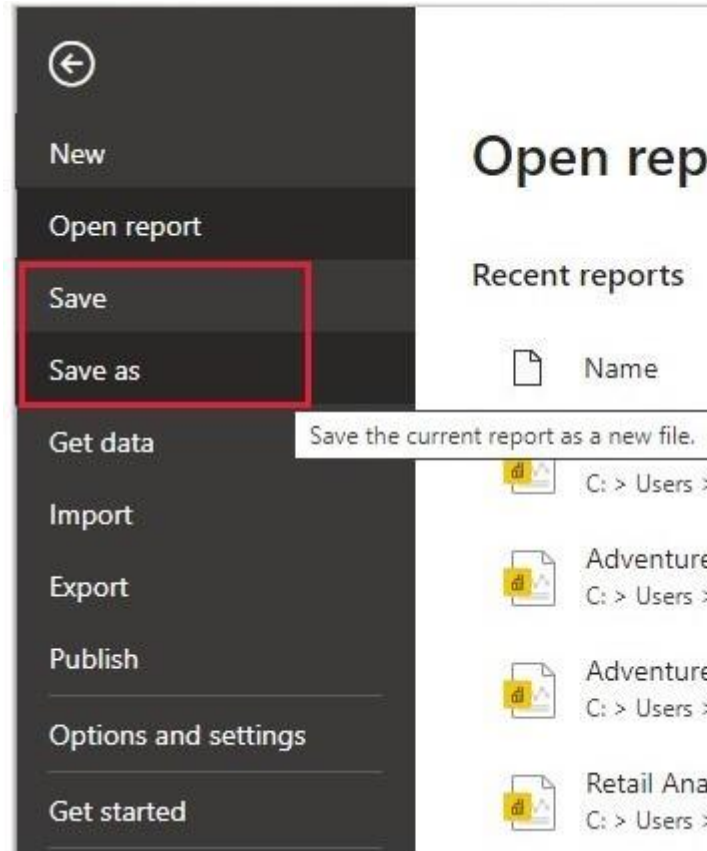 New
Open report
Save
Save as
Get data
Import
Export
Publish
Options and settings
Get started
Open rep
Recent reports
Name
Save the current report as a new file.
C: > Users >
Adventure
C: > Users >
Adventure
C: > Users >
Retail Ana
C: > Users >